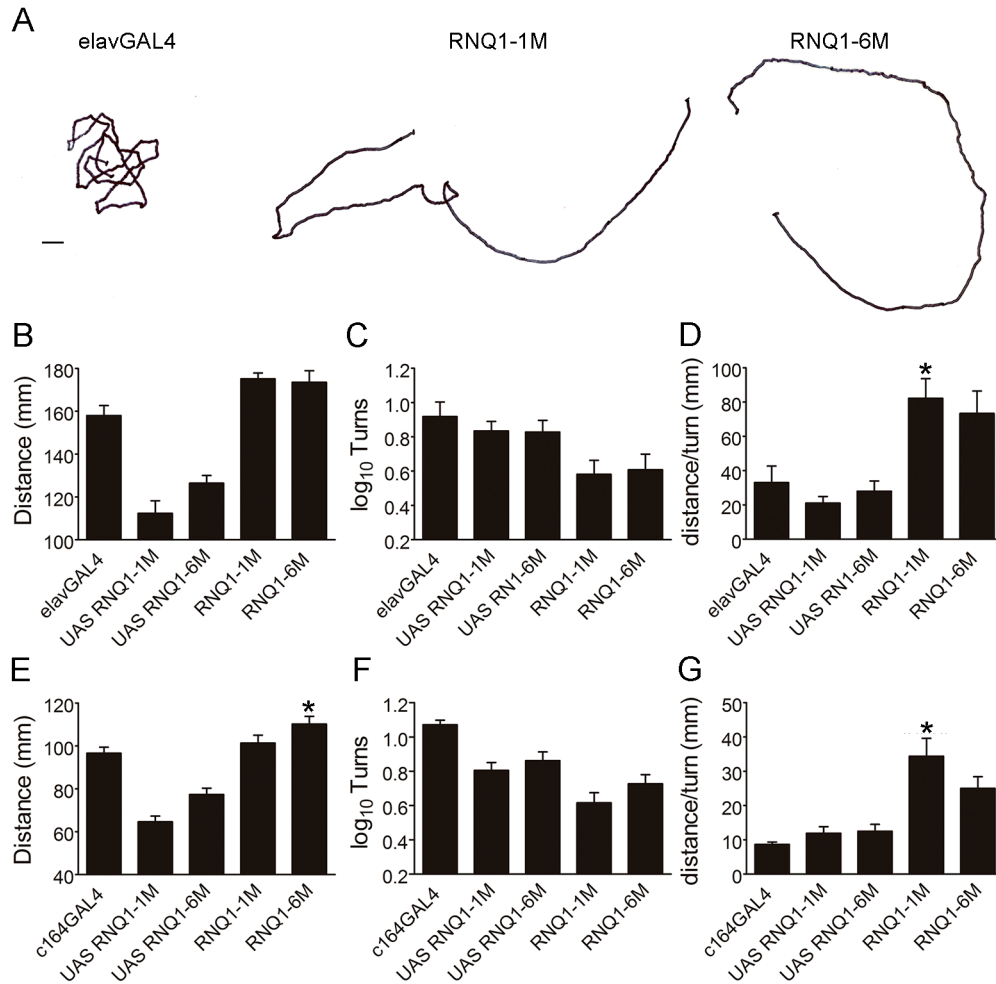 A
elavGAL4
RNQ1-1M
RNQ1-6M
B
Distance (mm)
180
160
140
120
100
elavGAL4
UAS RNQ1-1M
UAS RNQ1-6M
RNQ1-1M
RNQ1-6M
C
log10 Turns
1.2
1.0
0.8
0.6
0.4
0.2
elavGAL4
UAS RNQ1-1M
UAS RNQ1-6M
RNQ1-1M
RNQ1-6M
D
distance/turn (mm)
100
80
60
40
20
0
*
elavGAL4
UAS RNQ1-1M
UAS RN1-6M
RNQ1-1M
RNQ1-6M
E
Distance (mm)
120
100
80
60
40
*
c164GAL4
UAS RNQ1-1M
UAS RNQ1-6M
RNQ1-1M
RNQ1-6M
F
log10 Turns
1.2
1.0
0.8
0.6
0.4
0.2
c164GAL4
UAS RNQ1-1M
UAS RNQ1-6M
RNQ1-1M
RNQ1-6M
G
distance/turn (mm)
50
40
30
20
10
0
*
c164GAL4
UAS RNQ1-1M
UAS RNQ1-6M
RNQ1-1M
RNQ1-6M